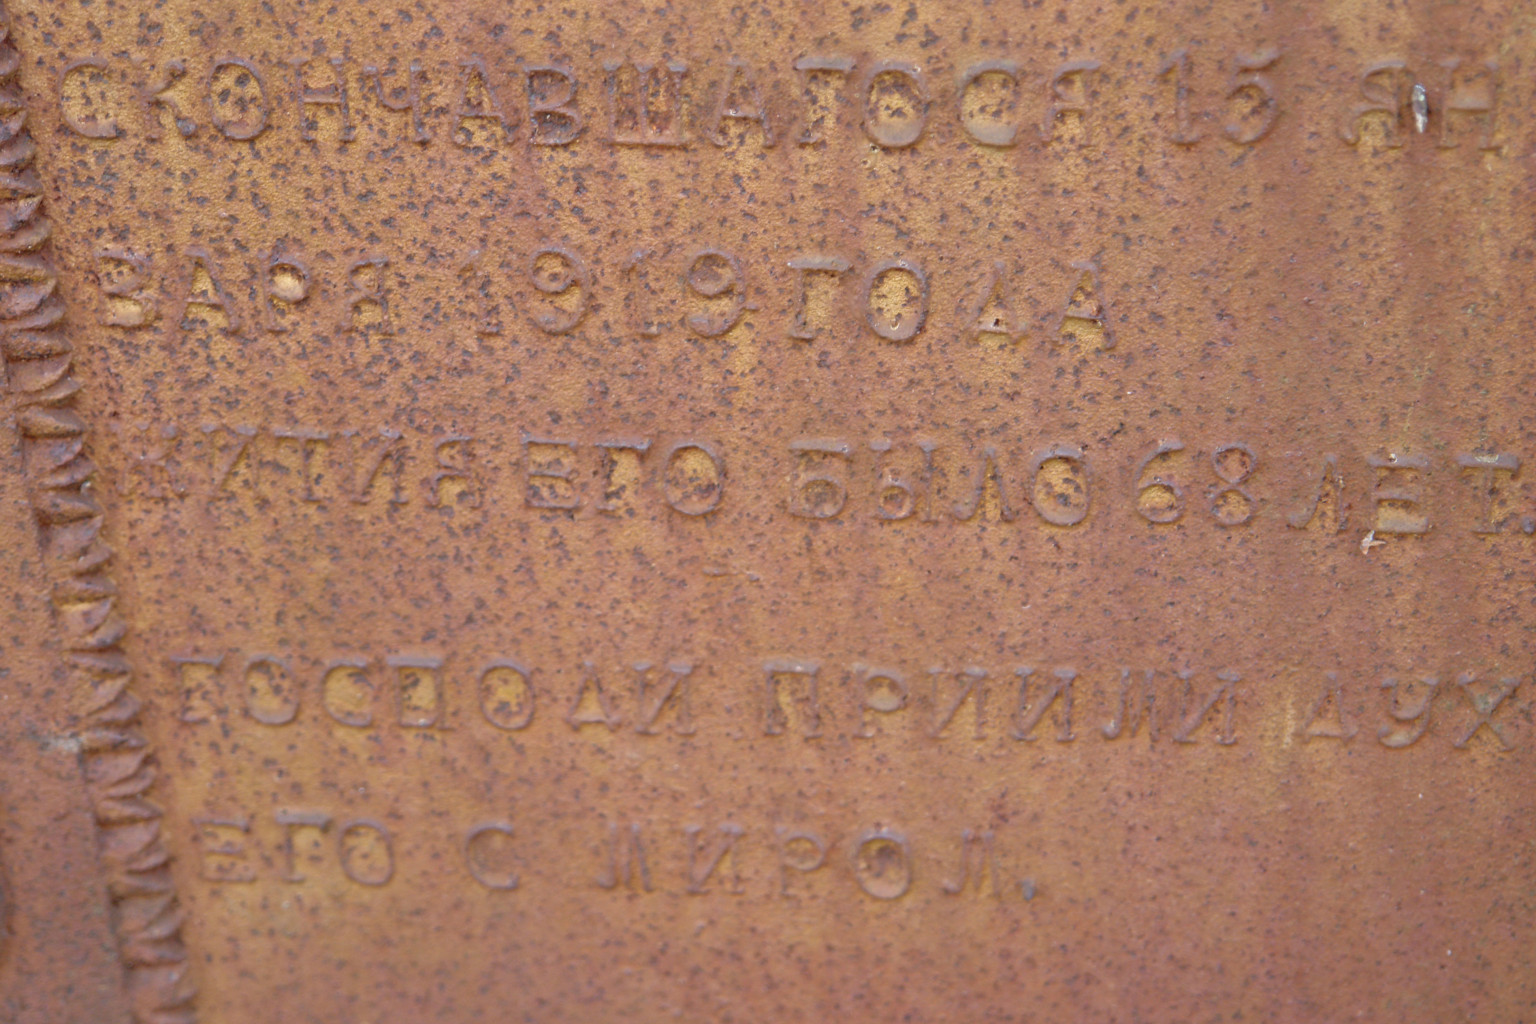 СКОНЧАВШАГОСЯ 15 ЯН
ВАРЯ 1919 ГОДА
ЖИТИЯ ЕГО БЫЛО 68 ЛЕТ.
ГОСПОДИ ПРИИМИ ДУХ
ЕГО С МИРОМ.